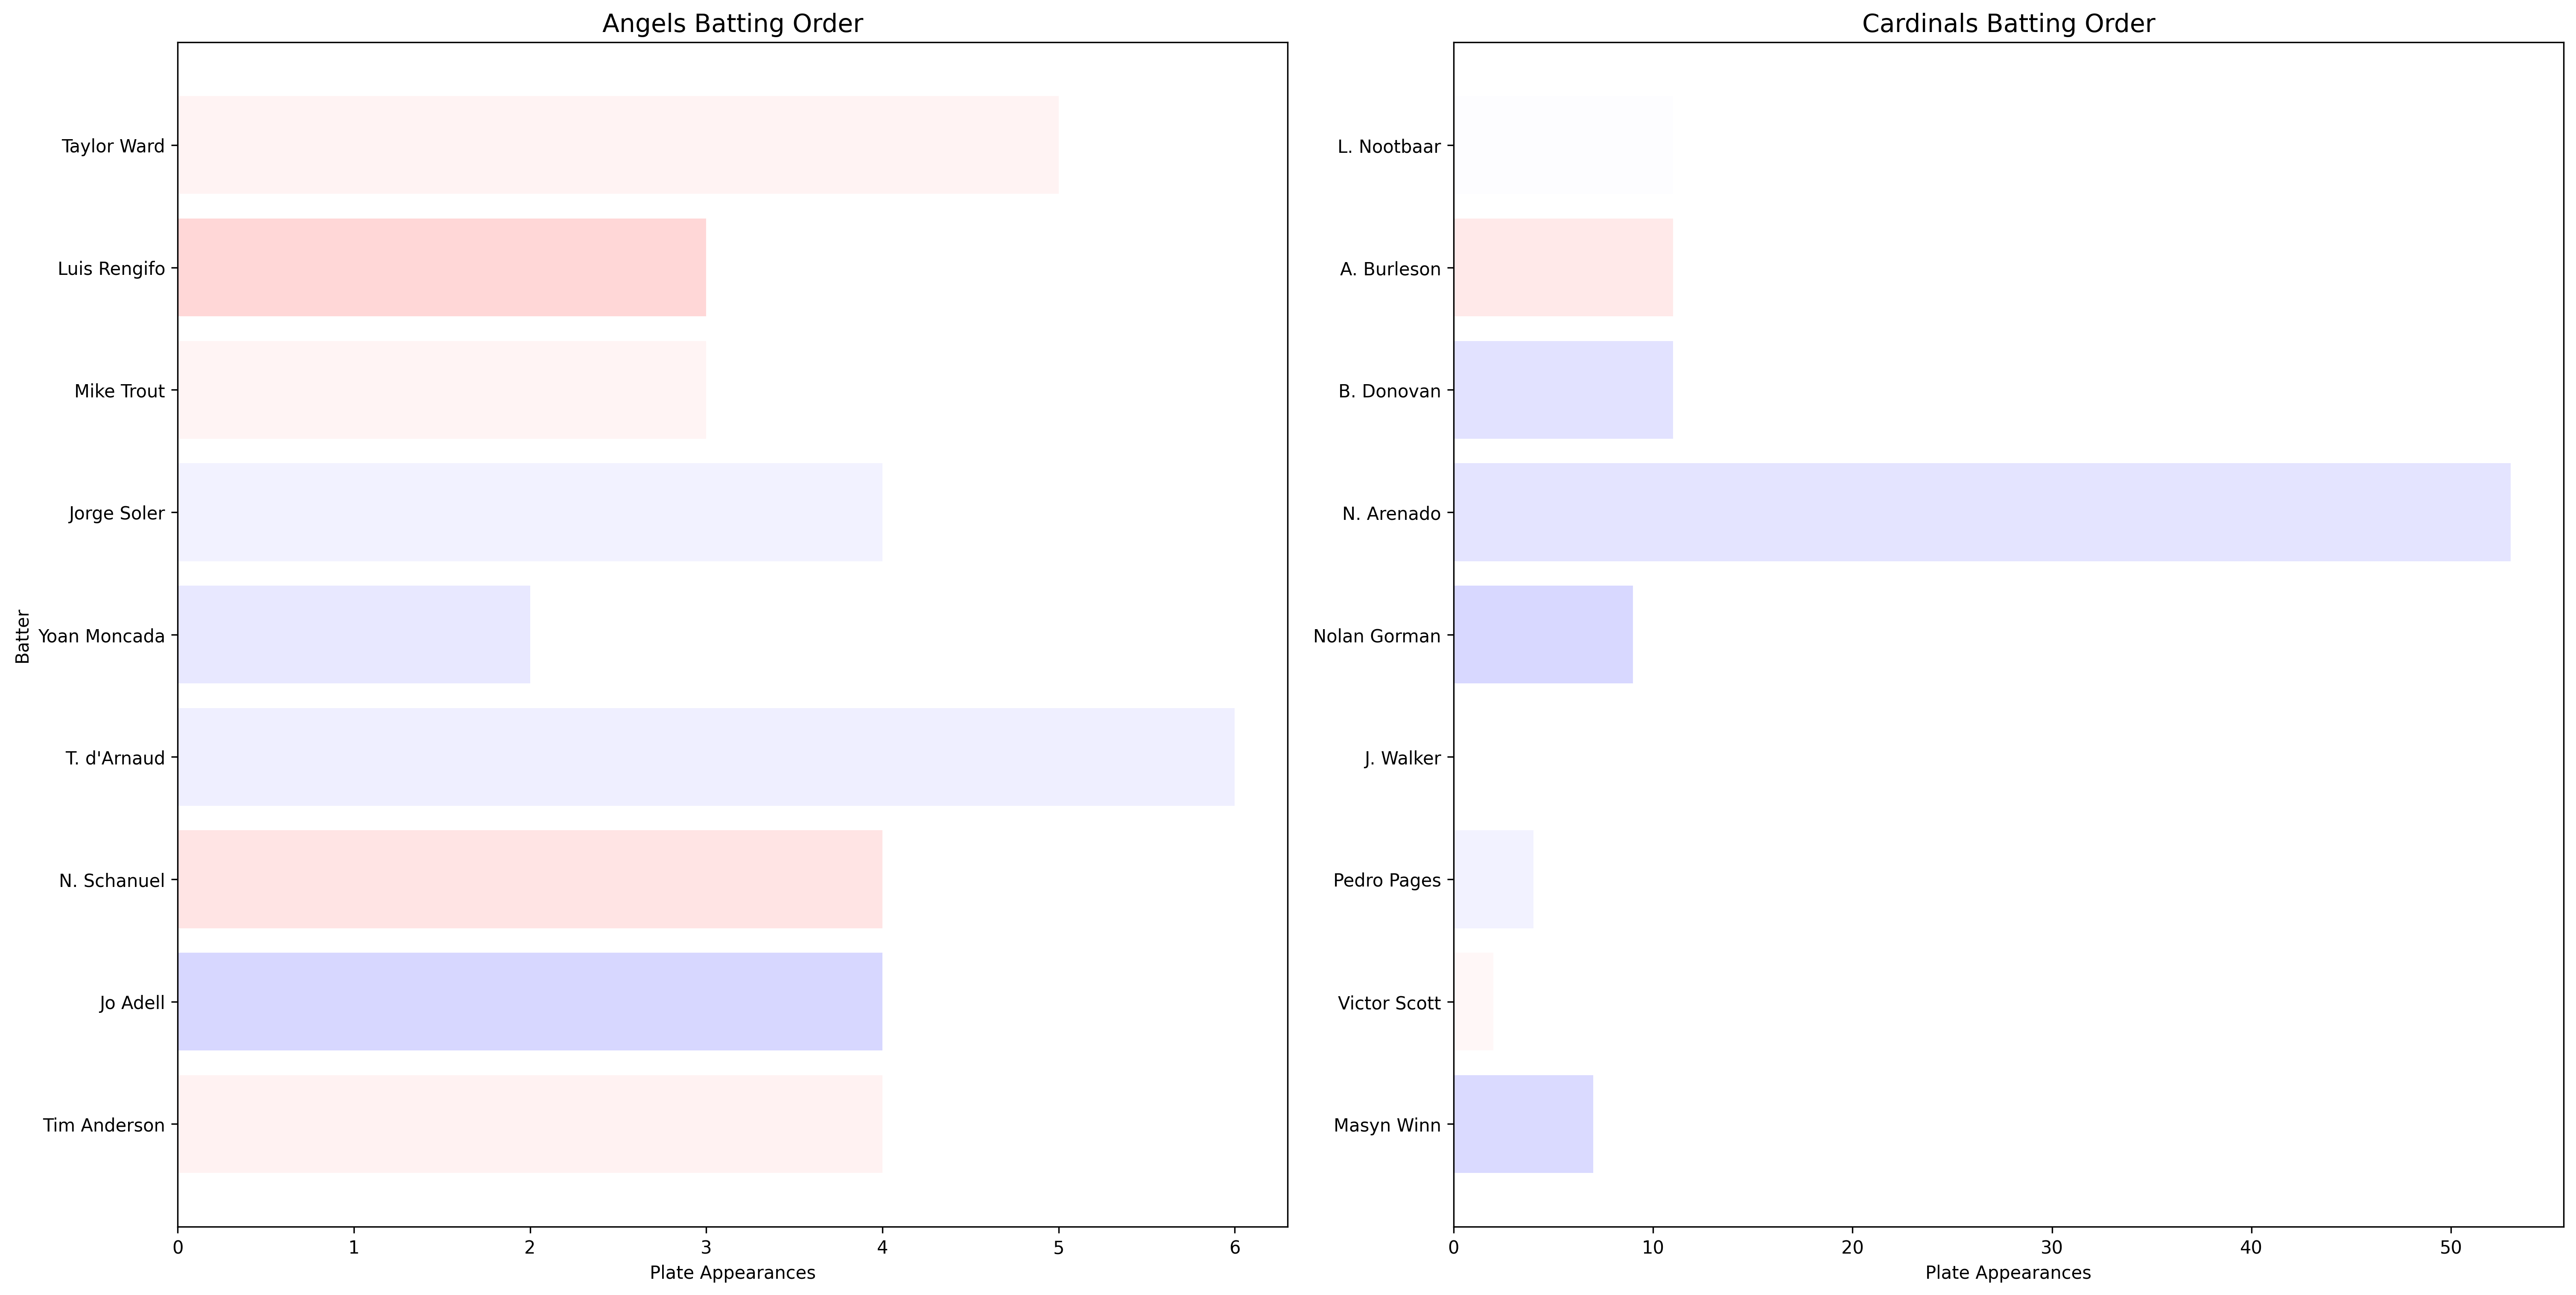 Angels Batting Order
Batter
Taylor Ward
Luis Rengifo
Mike Trout
Jorge Soler
Yoan Moncada
T. d'Arnaud
N. Schanuel
Jo Adell
Tim Anderson
0 1 2 3 4 5 6
Plate Appearances
Cardinals Batting Order
L. Nootbaar
A. Burleson
B. Donovan
N. Arenado
Nolan Gorman
J. Walker
Pedro Pages
Victor Scott
Masyn Winn
0 10 20 30 40 50
Plate Appearances